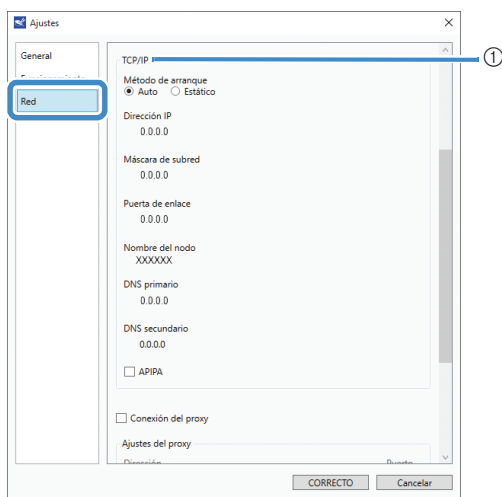 Ajustes
General
Red
TCP/IP
①
Método de arranque
Auto Estático
Dirección IP
0.0.0.0
Máscara de subred
0.0.0.0
Puerta de enlace
0.0.0.0
Nombre del nodo
XXXXXX
DNS primario
0.0.0.0
DNS secundario
0.0.0.0
APIPA
Conexión del proxy
Ajustes del proxy
Dirección Puerto
CORRECTO Cancelar